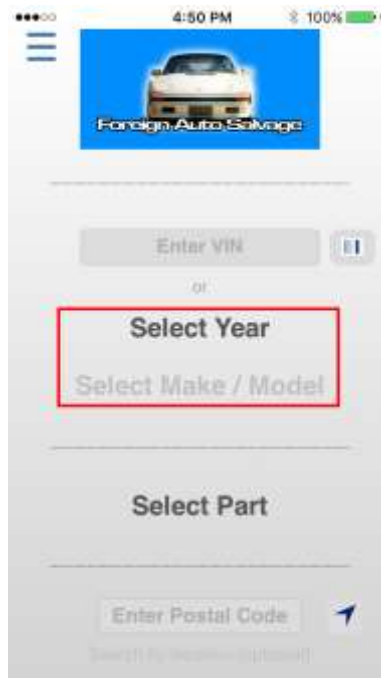 4:50 PM
100%
Foreign Auto Salvage
Enter VIN
or
Select Year
Select Make / Model
Select Part
Enter Postal Code